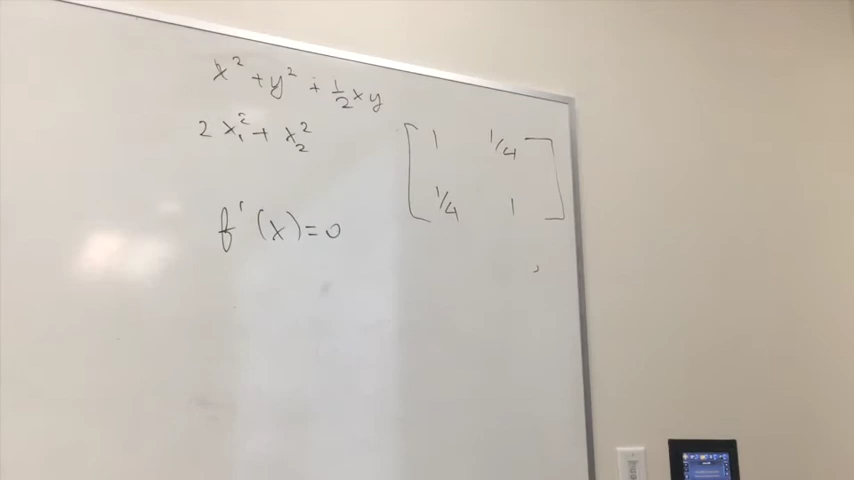 x² + y² + ½xy
2x₁² + x₂²
[1 1/4
1/4 1]
f'(x)=0